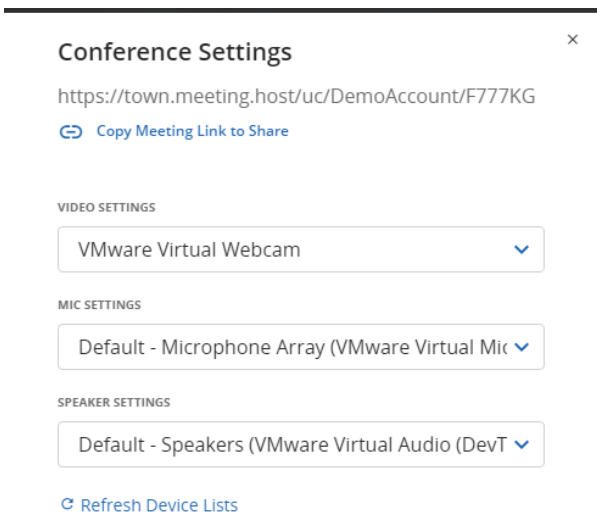 Conference Settings
https://town.meeting.host/uc/DemoAccount/F777KG
Copy Meeting Link to Share
VIDEO SETTINGS
VMware Virtual Webcam
MIC SETTINGS
Default - Microphone Array (VMware Virtual Mic
SPEAKER SETTINGS
Default - Speakers (VMware Virtual Audio (DevT
Refresh Device Lists